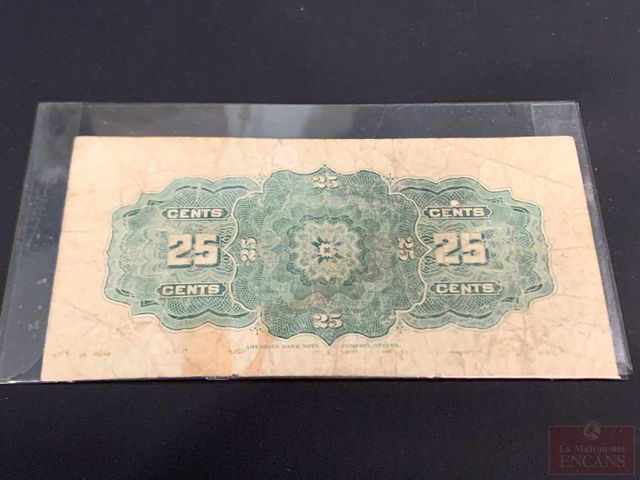 25
CENTS CENTS
25 25 25 25
CENTS CENTS
25
AMERICAN BANK NOTE COMPANY, OTTAWA.
La Maison des
ENCANS